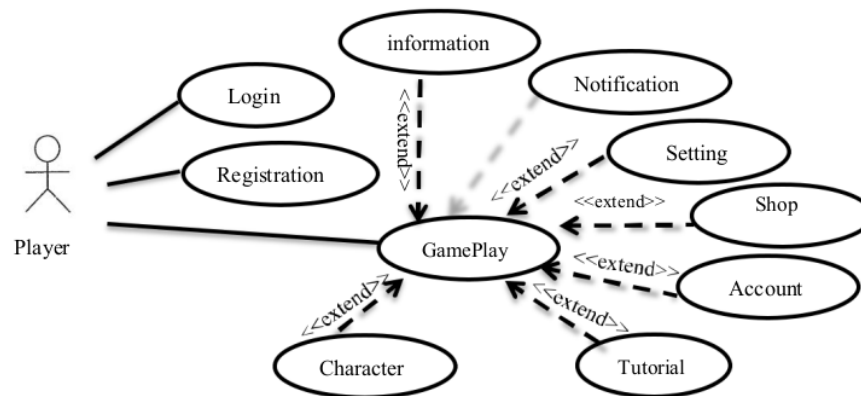 information
Notification
Login
<<extend>>
<<extend>>
Setting
Registration
<<extend>>
Shop
Player
GamePlay
<<extend>>
Account
<<extend>>
<<extend>>
Character
Tutorial